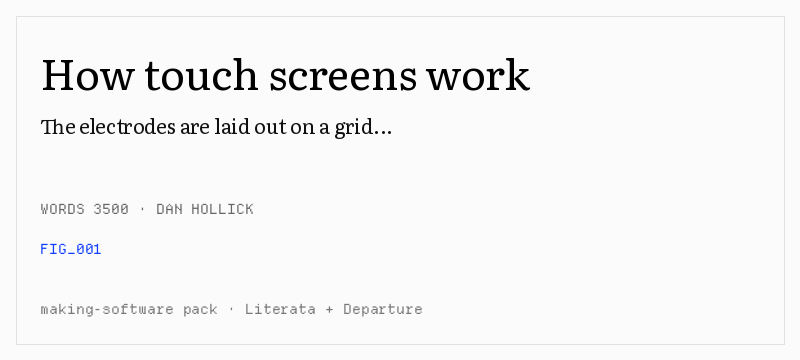 How touch screens work
The electrodes are laid out on a grid...
WORDS 3500 · DAN HOLLICK
FIG_001
making-software pack · Literata + Departure